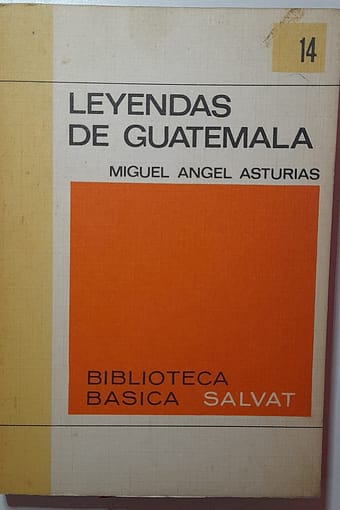 14
LEYENDAS
DE GUATEMALA
MIGUEL ANGEL ASTURIAS
BIBLIOTECA
BASICA SALVAT